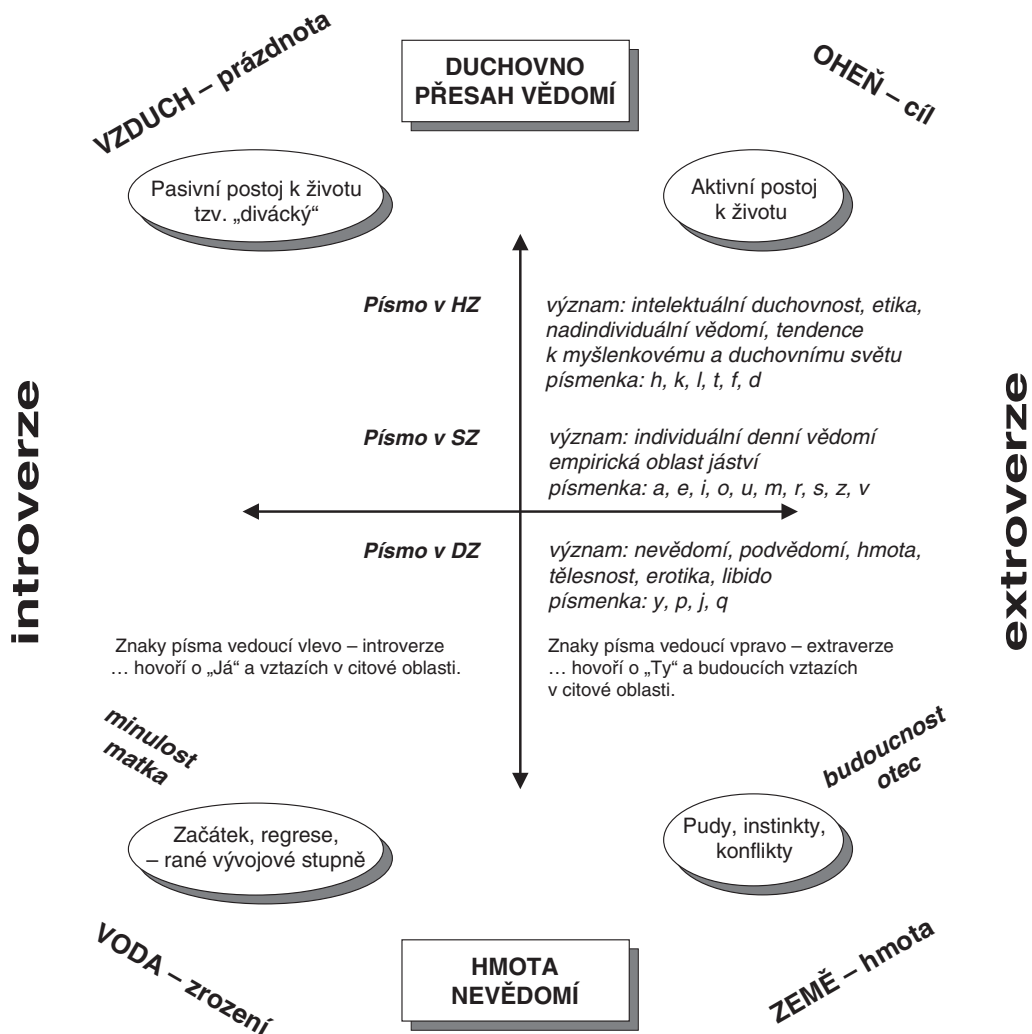 VZDUCH – prázdnota
DUCHOVNO
PŘESAH VĚDOMÍ
OHEŇ – cíl
Pasivní postoj k životu
tzv. „divácký“
Aktivní postoj
k životu
Písmo v HZ
význam: intelektuální duchovnost, etika,
nadindividuální vědomí, tendence
k myšlenkovému a duchovnímu světu
písmenka: h, k, l, t, f, d
introverze
extroverze
Písmo v SZ
význam: individuální denní vědomí
empirická oblast jáství
písmenka: a, e, i, o, u, m, r, s, z, v
Písmo v DZ
význam: nevědomí, podvědomí, hmota,
tělesnost, erotika, libido
písmenka: y, p, j, q
Znaky písma vedoucí vlevo – introverze
… hovoří o „Já“ a vztazích v citové oblasti.
Znaky písma vedoucí vpravo – extraverze
… hovoří o „Ty“ a budoucích vztazích
v citové oblasti.
minulost
matka
budoucnost
otec
Začátek, regrese,
– rané vývojové stupně
Pudy, instinkty,
konflikty
VODA – zrození
HMOTA
NEVĚDOMÍ
ZEMĚ – hmota